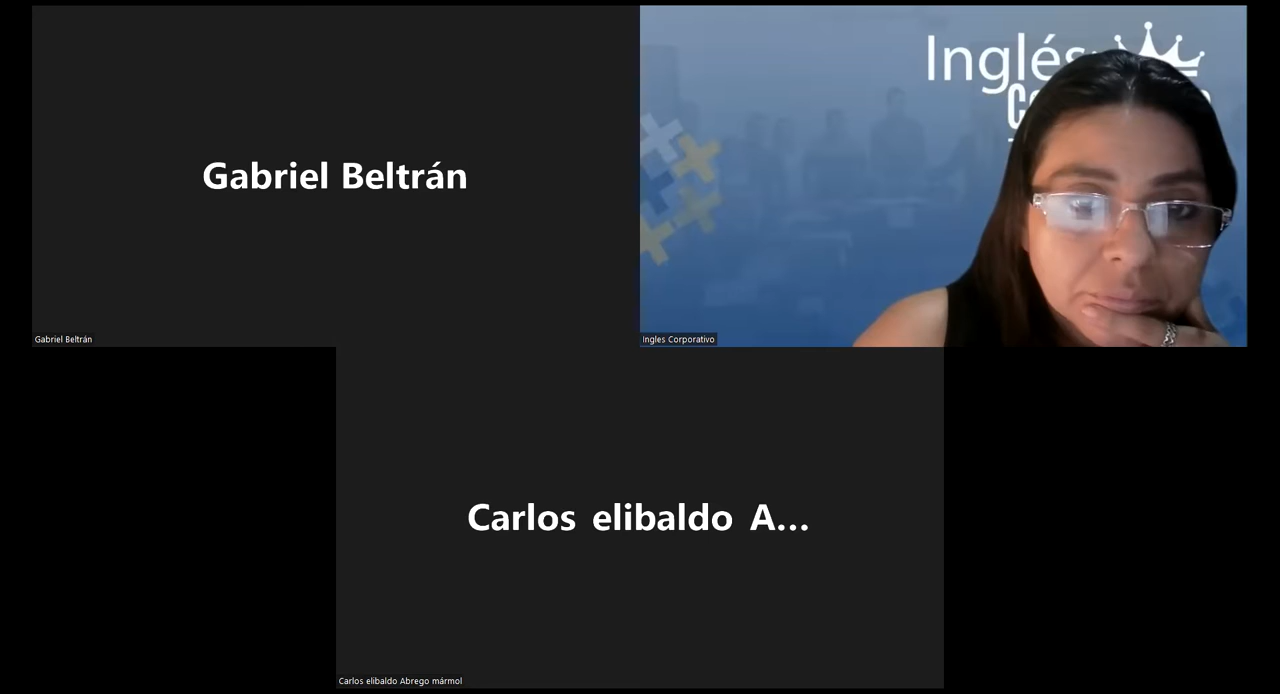 Gabriel Beltrán
Gabriel Beltrán
Inglés
Ingles Corporativo
Carlos elibaldo A...
Carlos elibaldo Abrego mármol